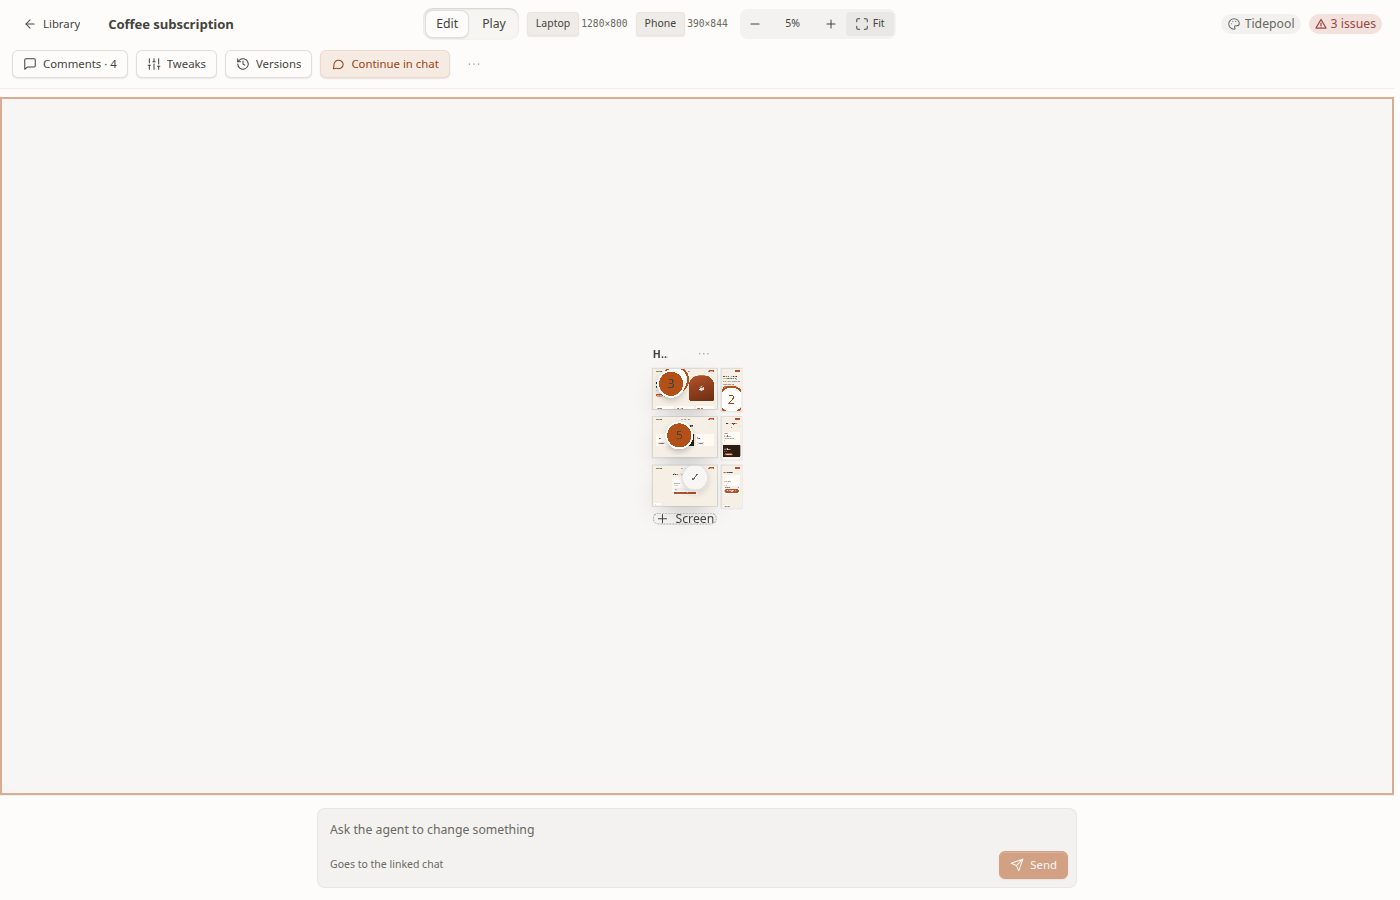 Library
Coffee subscription
Edit
Play
Laptop 1280×800
Phone 390×844
5%
Fit
Tidepool
3 issues
Comments · 4
Tweaks
Versions
Continue in chat
...
H... ...
3
2
5
✓
Screen
Ask the agent to change something
Goes to the linked chat
Send